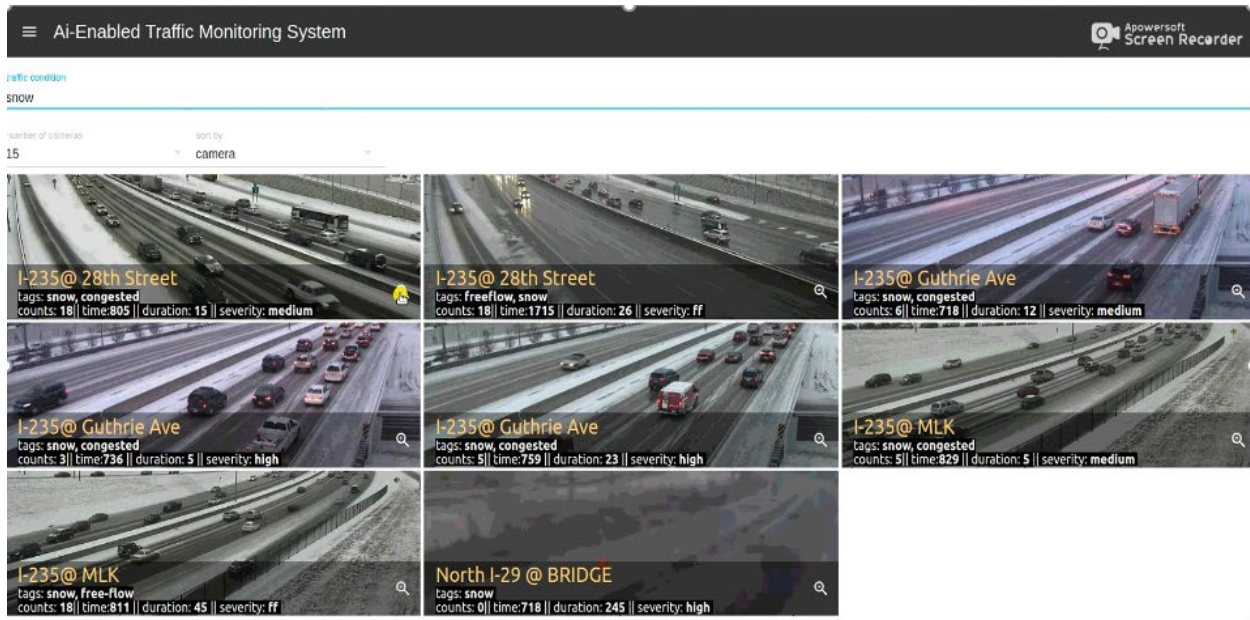 Ai-Enabled Traffic Monitoring System
Apowersoft
Screen Recorder
traffic condition
snow
number of cameras
sort by
15
camera
I-235@ 28th Street
tags: snow, congested
counts: 18|| time:805 || duration: 15 || severity: medium
I-235@ 28th Street
tags: freeflow, snow
counts: 18|| time:1715 || duration: 26 || severity: ff
I-235@ Guthrie Ave
tags: snow, congested
counts: 6|| time:718 || duration: 12 || severity: medium
I-235@ Guthrie Ave
tags: snow, congested
counts: 3|| time:736 || duration: 5 || severity: high
I-235@ Guthrie Ave
tags: snow, congested
counts: 5|| time:759 || duration: 23 || severity: high
I-235@ MLK
tags: snow, congested
counts: 5|| time:829 || duration: 5 || severity: medium
I-235@ MLK
tags: snow, free-flow
counts: 18|| time:811 || duration: 45 || severity: ff
North I-29 @ BRIDGE
tags: snow
counts: 0|| time:718 || duration: 245 || severity: high